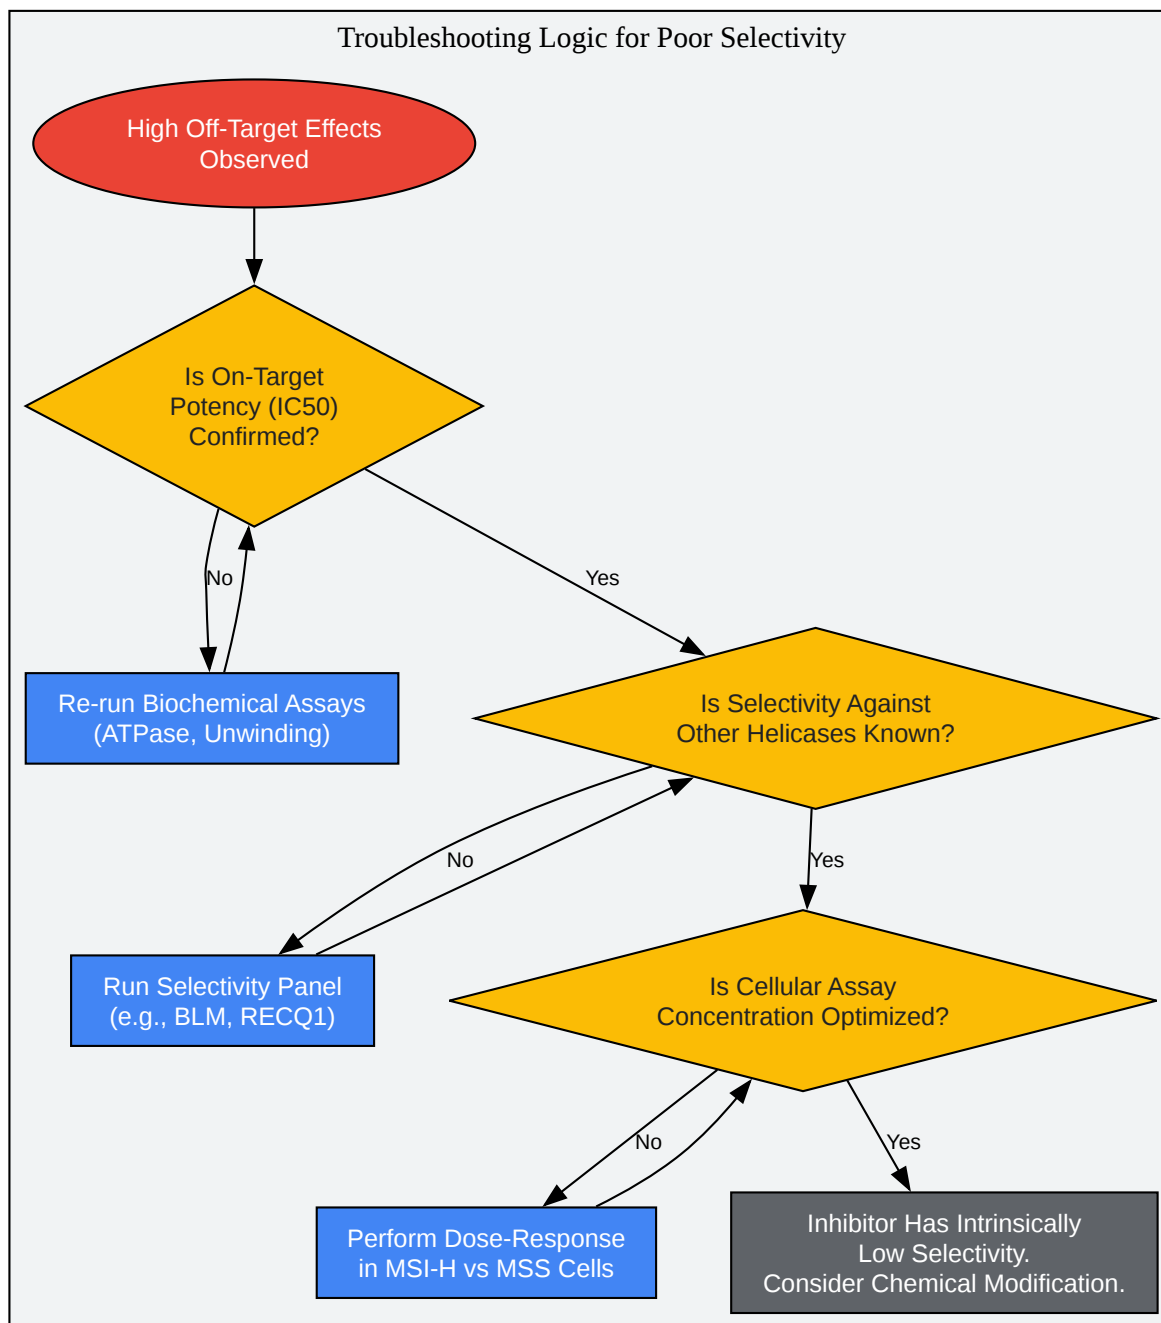 Troubleshooting Logic for Poor Selectivity
High Off-Target Effects
Observed
Is On-Target
Potency (IC50)
Confirmed?
No
Yes
Re-run Biochemical Assays
(ATPase, Unwinding)
Is Selectivity Against
Other Helicases Known?
No
Yes
Run Selectivity Panel
(e.g., BLM, RECQ1)
Is Cellular Assay
Concentration Optimized?
No
Yes
Perform Dose-Response
in MSI-H vs MSS Cells
Inhibitor Has Intrinsically
Low Selectivity.
Consider Chemical Modification.